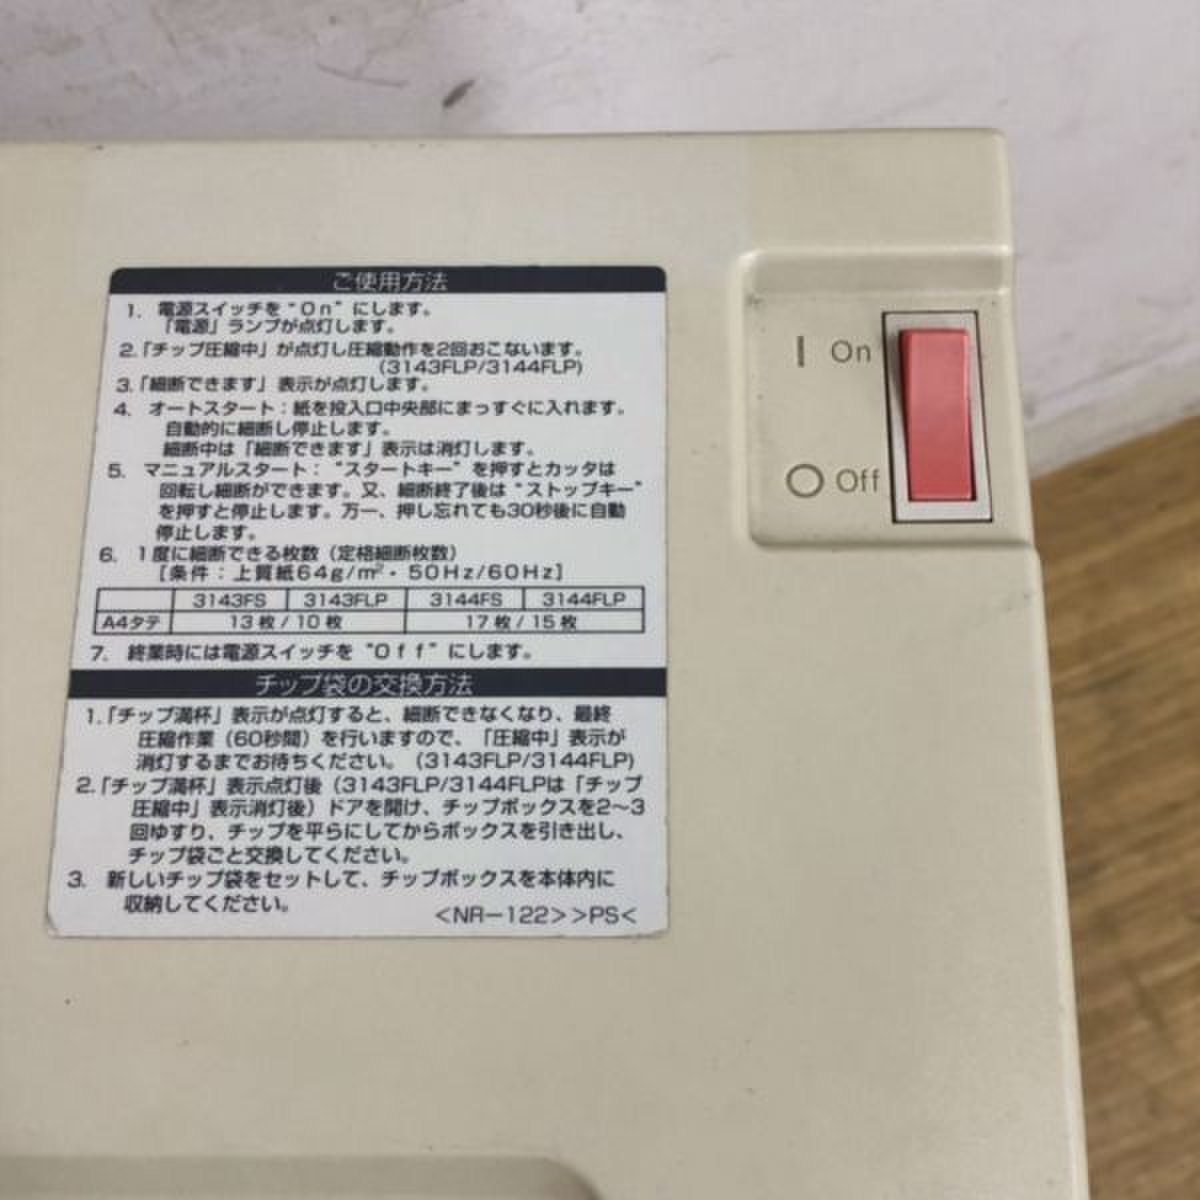 ご使用方法
1. 電源スイッチを“On”にします。
「電源」ランプが点灯します。
2.「チップ圧縮中」が点灯し圧縮動作を2回おこないます。
(3143FLP/3144FLP)
3.「細断できます」表示が点灯します。
4. オートスタート：紙を投入口中央部にまっすぐに入れます。
自動的に細断し停止します。
細断中は「細断できます」表示は消灯します。
5. マニュアルスタート：“スタートキー”を押すとカッタは
回転し細断ができます。又、細断終了後は“ストップキー”
を押すと停止します。万一、押し忘れても30秒後に自動
停止します。
6. 1度に細断できる枚数（定格細断枚数）
[条件：上質紙64g/m²・50Hz/60Hz]
3143FS 3143FLP 3144FS 3144FLP
A4タテ 13枚/10枚 17枚/15枚
7. 終業時には電源スイッチを“Off”にします。
チップ袋の交換方法
1.「チップ満杯」表示が点灯すると、細断できなくなり、最終
圧縮作業（60秒間）を行いますので、「圧縮中」表示が
消灯するまでお待ちください。(3143FLP/3144FLP)
2.「チップ満杯」表示点灯後（3143FLP/3144FLPは「チップ
圧縮中」表示消灯後）ドアを開け、チップボックスを2〜3
回ゆすり、チップを平らにしてからボックスを引き出し、
チップ袋ごと交換してください。
3. 新しいチップ袋をセットして、チップボックスを本体内に
収納してください。
<NR-122>>PS<
I On
O Off